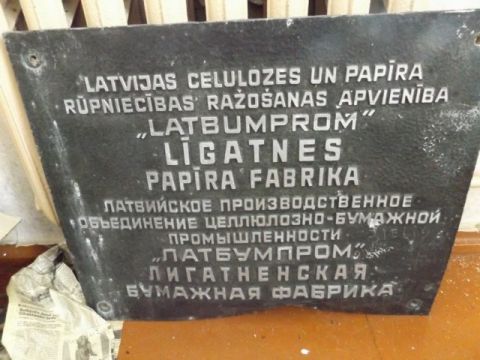 LATVIJAS CELULOZES UN PAPĪRA
RŪPNIECĪBAS RAŽOŠANAS APVIENĪBA
„LATBUMPROM"
LĪGATNES
PAPĪRA FABRIKA
ЛАТВИЙСКОЕ ПРОИЗВОДСТВЕННОЕ
ОБЪЕДИНЕНИЕ ЦЕЛЛЮЛОЗНО-БУМАЖНОЙ
ПРОМЫШЛЕННОСТИ
„ЛАТБУМПРОМ"
ЛИГАТНЕНСКАЯ
БУМАЖНАЯ ФАБРИКА